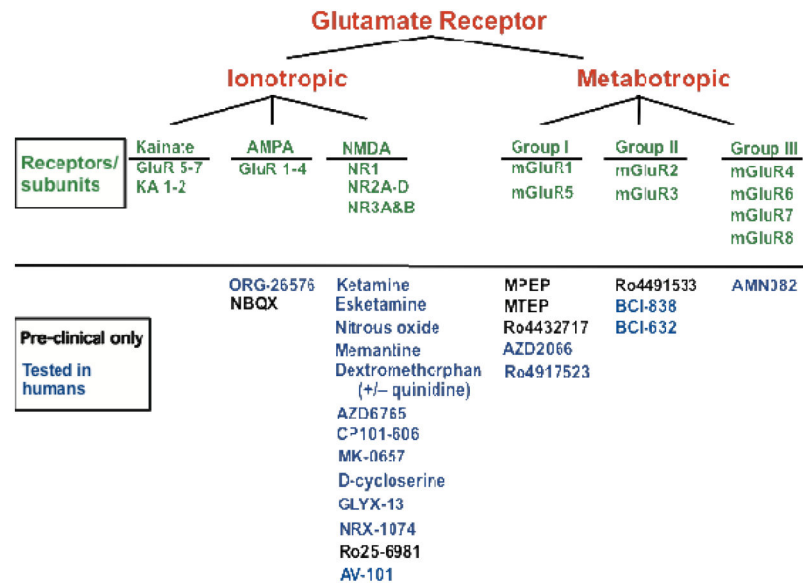 Glutamate Receptor
Ionotropic
Metabotropic
Receptors/
subunits
Kainate
GluR 5-7
KA 1-2
AMPA
GluR 1-4
NMDA
NR1
NR2A-D
NR3A&B
Group I
mGluR1
mGluR5
Group II
mGluR2
mGluR3
Group III
mGluR4
mGluR6
mGluR7
mGluR8
Pre-clinical only
Tested in
humans
ORG-26576
NBQX
Ketamine
Esketamine
Nitrous oxide
Memantine
Dextromethorphan
(+/– quinidine)
AZD6765
CP101-606
MK-0657
D-cycloserine
GLYX-13
NRX-1074
Ro25-6981
AV-101
MPEP
MTEP
Ro4432717
AZD2066
Ro4917523
Ro4491533
BCI-838
BCI-632
AMN082